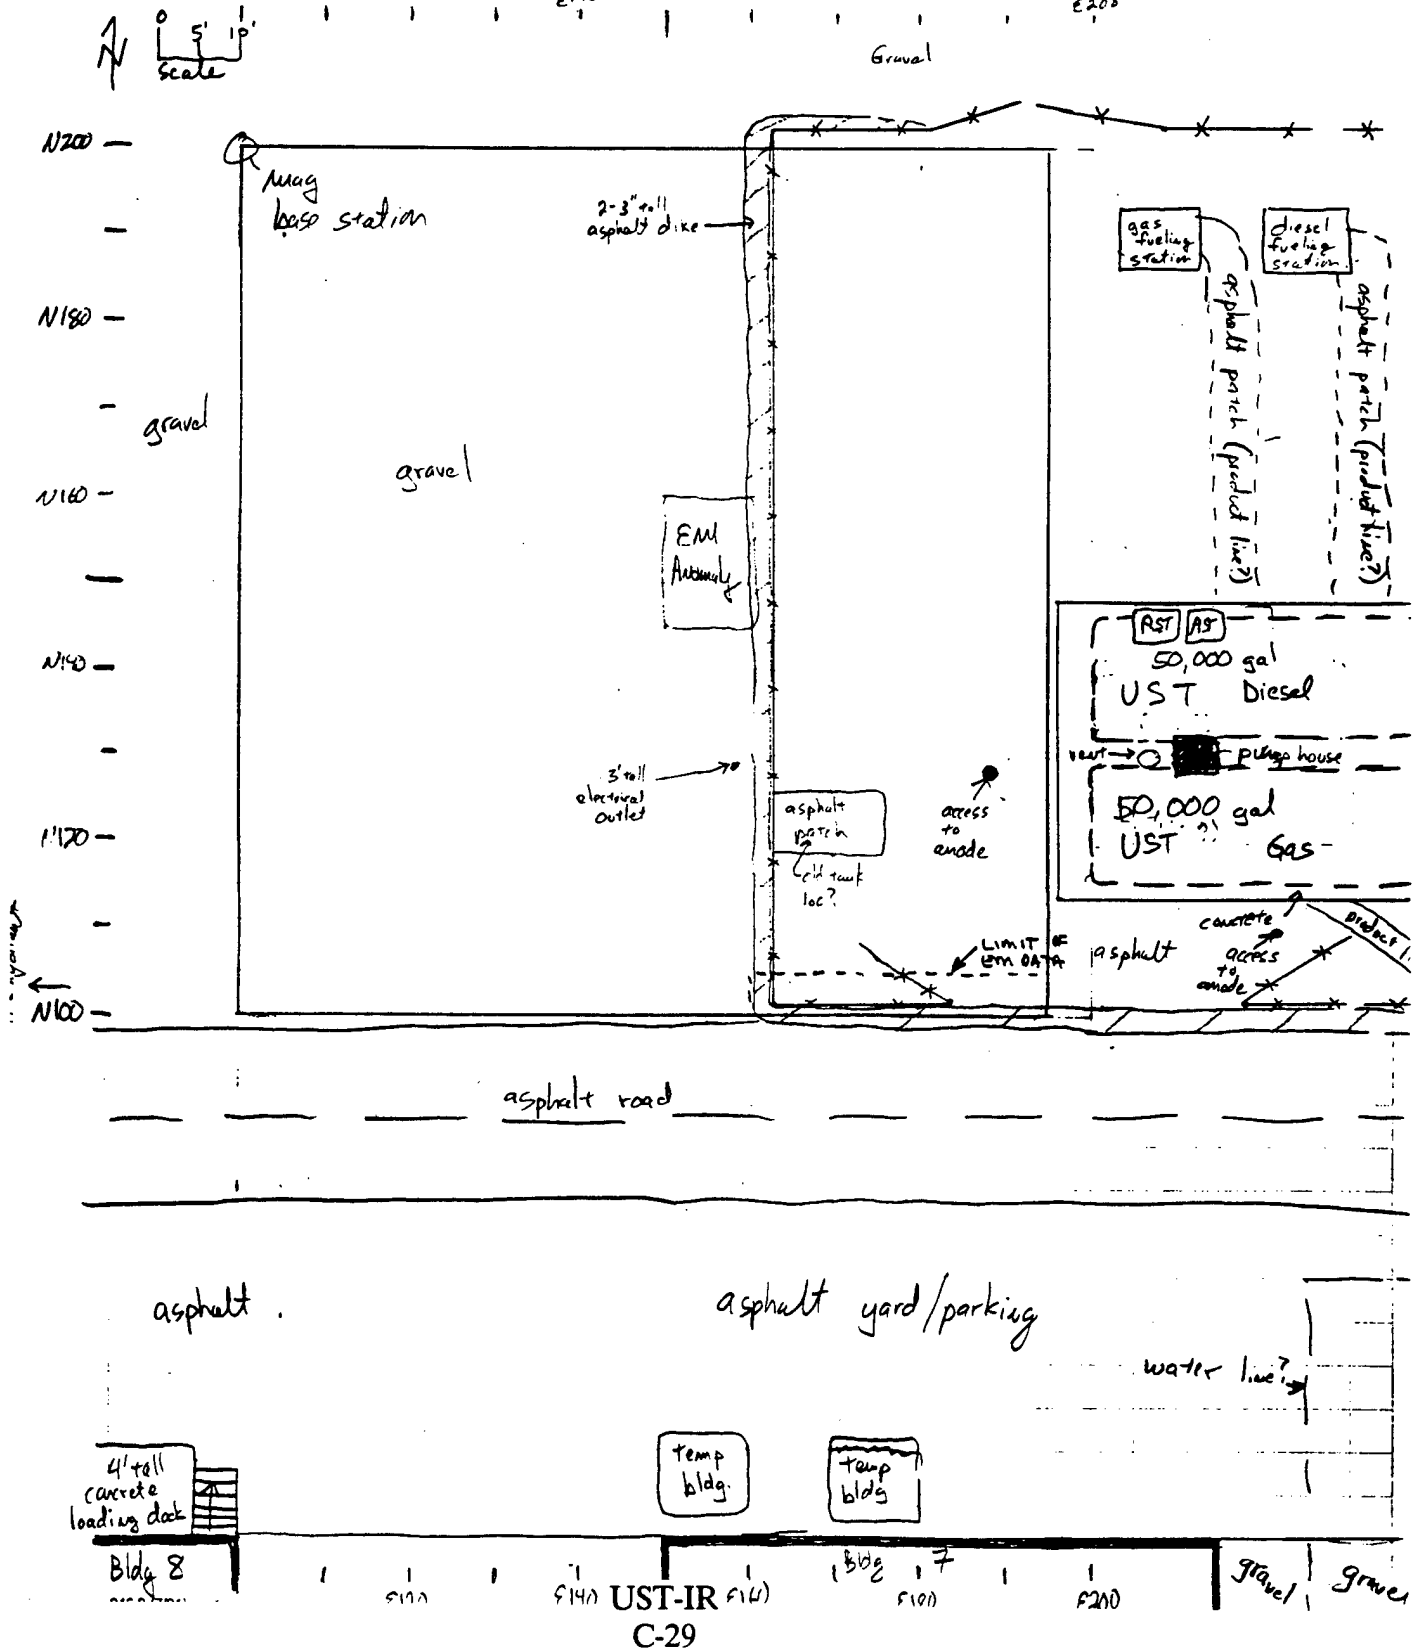 E200
N
0 5' 10'
Scale
Gravel
N200
Mag
base station
2-3" tall
asphalt dike
gas
fueling
station
diesel
fueling
station
N180
asphalt patch (product line?)
asphalt patch (product line?)
gravel
gravel
N160
EM
Anomaly
RST
AST
50,000 gal
UST Diesel
N140
vent
pump house
3' tall
electrical
outlet
asphalt
patch
old tank
loc?
access
to
anode
50,000 gal
UST Gas
N120
concrete
product
access
to
anode
LIMIT OF
EM DATA
asphalt
N100
asphalt road
asphalt
asphalt yard/parking
water line?
4' tall
concrete
loading dock
temp
bldg.
temp
bldg
Bldg 8
Bldg 7
gravel
gravel
E140
E200
UST-IR
C-29